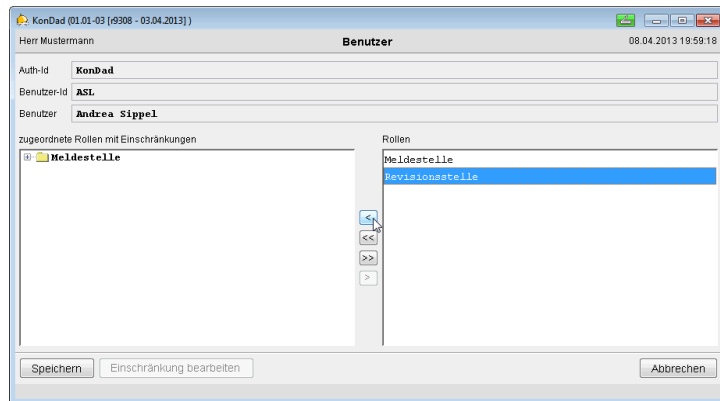 KonDad (01.01-03 [r9308 - 03.04.2013] )
Herr Mustermann Benutzer 08.04.2013 19:59:18
Auth-Id KonDad
Benutzer-Id ASL
Benutzer Andrea Sippel
zugeordnete Rollen mit Einschränkungen Rollen
Meldestelle Meldestelle
Revisionsstelle
<
<<
>>
>
Speichern Einschränkung bearbeiten Abbrechen